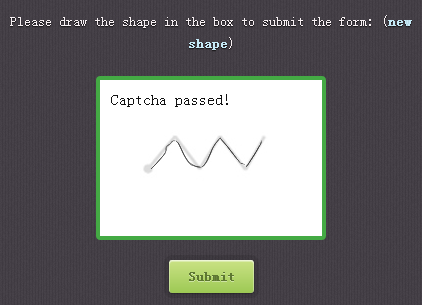 Please draw the shape in the box to submit the form: (new
shape)
Captcha passed!
Submit